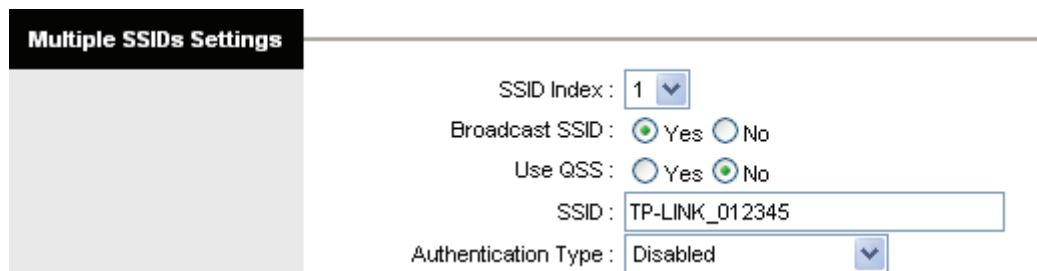 Multiple SSIDs Settings
SSID Index : 1
Broadcast SSID : Yes No
Use QSS : Yes No
SSID : TP-LINK_012345
Authentication Type : Disabled